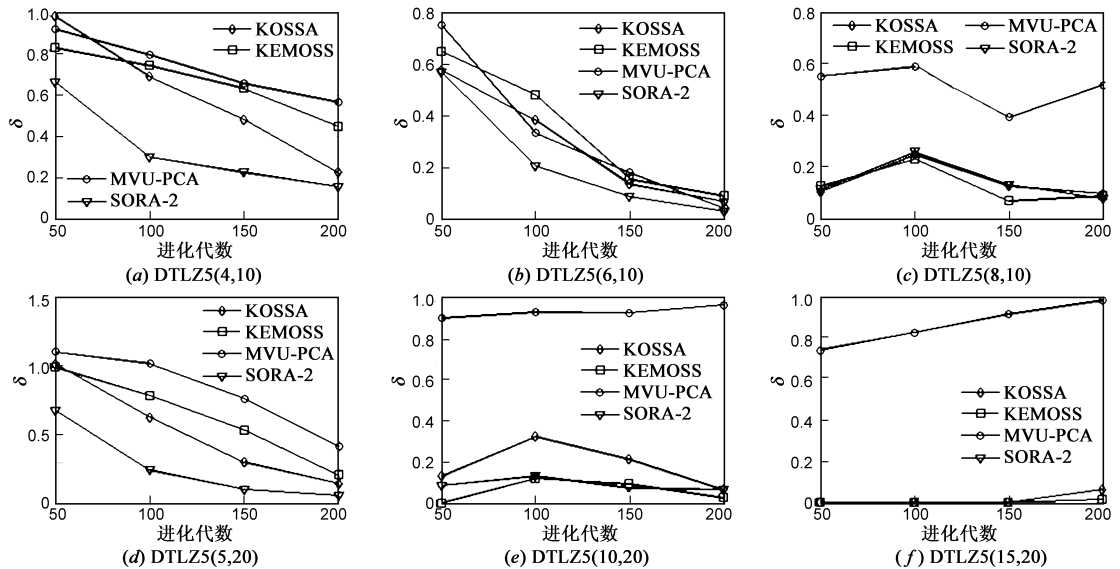 1.0
0.8
0.6
0.4
0.2
0
δ
KOSSA
KEMOSS
MVU-PCA
SORA-2
50 100 150 200
进化代数
(a) DTLZ5(4,10)
0.8
0.6
0.4
0.2
0
δ
KOSSA
KEMOSS
MVU-PCA
SORA-2
50 100 150 200
进化代数
(b) DTLZ5(6,10)
0.8
0.6
0.4
0.2
0
δ
KOSSA MVU-PCA
KEMOSS SORA-2
50 100 150 200
进化代数
(c) DTLZ5(8,10)
1.5
1.0
0.5
0
δ
KOSSA
KEMOSS
MVU-PCA
SORA-2
50 100 150 200
进化代数
(d) DTLZ5(5,20)
1.0
0.8
0.6
0.4
0.2
0
δ
KOSSA
KEMOSS
MVU-PCA
SORA-2
50 100 150 200
进化代数
(e) DTLZ5(10,20)
1.0
0.8
0.6
0.4
0.2
0
δ
KOSSA
KEMOSS
MVU-PCA
SORA-2
50 100 150 200
进化代数
(f) DTLZ5(15,20)